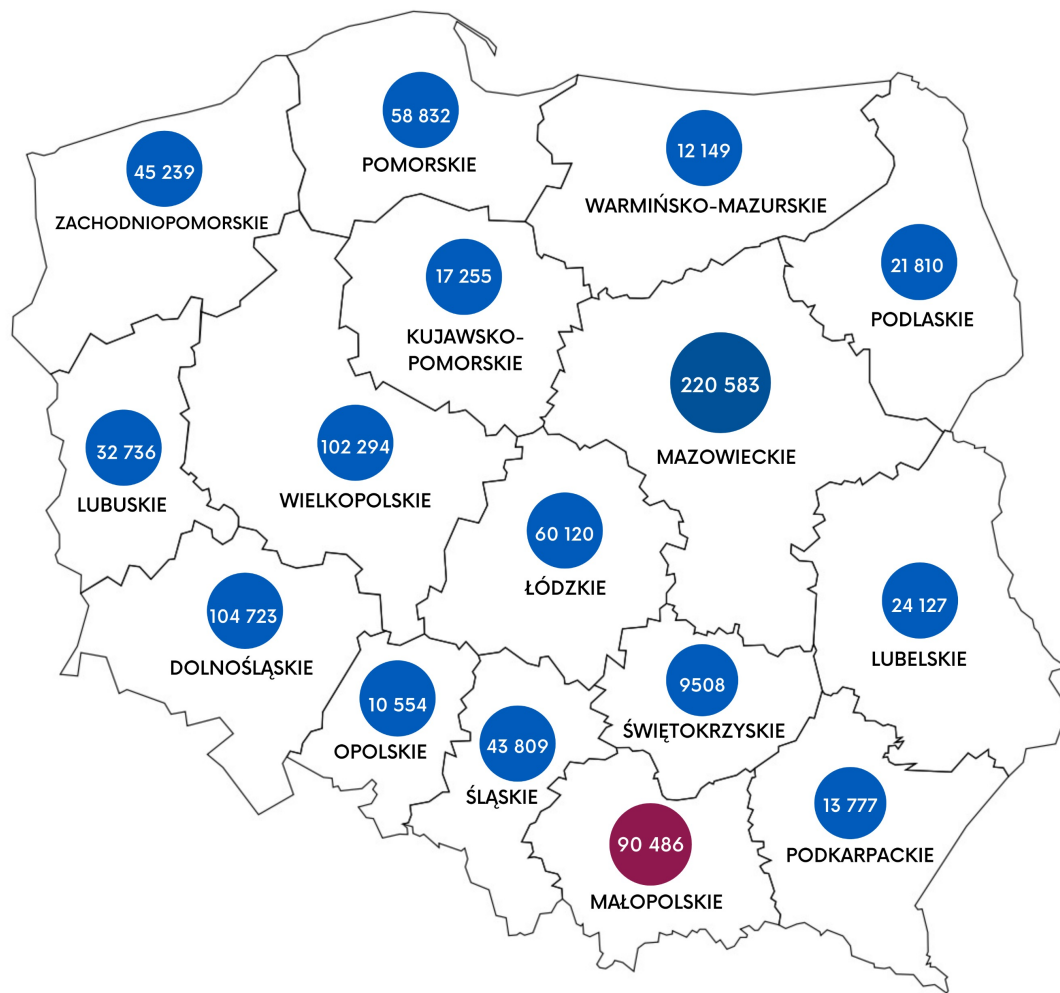 58 832
POMORSKIE
12 149
WARMIŃSKO-MAZURSKIE
45 239
ZACHODNIOPOMORSKIE
17 255
KUJAWSKO-
POMORSKIE
21 810
PODLASKIE
220 583
MAZOWIECKIE
32 736
LUBUSKIE
102 294
WIELKOPOLSKIE
60 120
ŁÓDZKIE
104 723
DOLNOŚLĄSKIE
24 127
LUBELSKIE
10 554
OPOLSKIE
43 809
ŚLĄSKIE
9508
ŚWIĘTOKRZYSKIE
90 486
MAŁOPOLSKIE
13 777
PODKARPACKIE